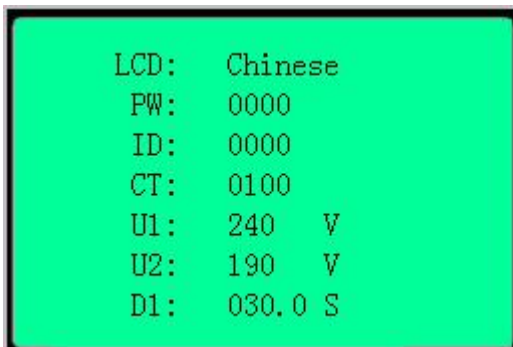 LCD: Chinese
PW: 0000
ID: 0000
CT: 0100
U1: 240 V
U2: 190 V
D1: 030.0 S